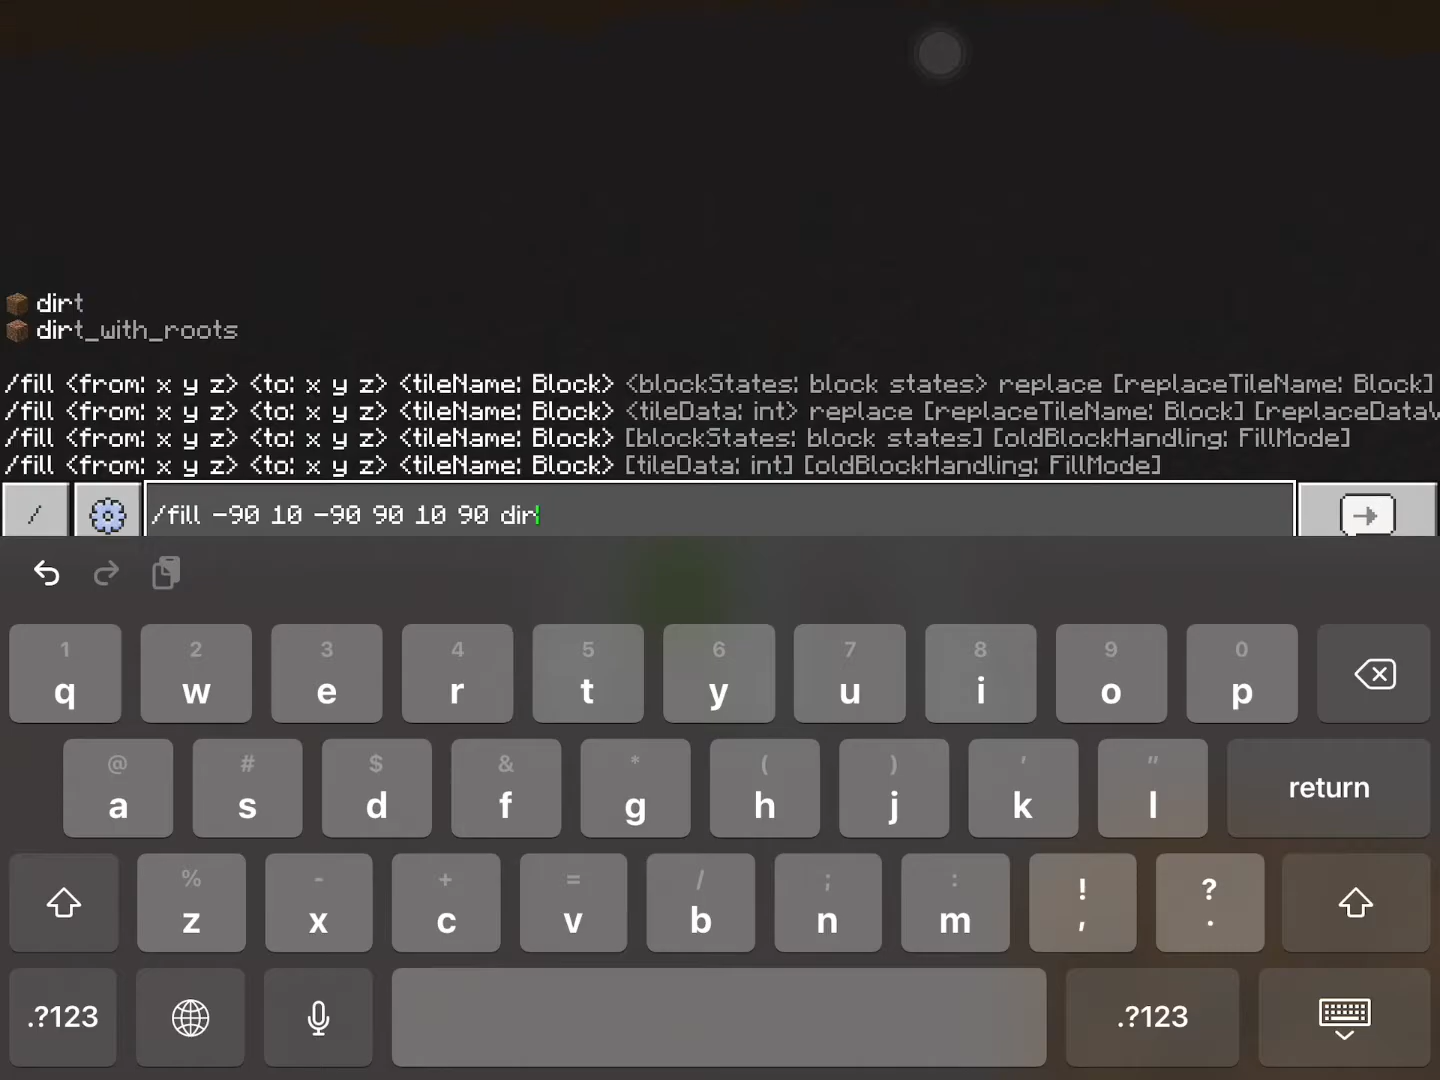 dirt
dirt_with_roots
/fill <from: x y z> <to: x y z> <tileName: Block> <blockStates: block states> replace [replaceTileName: Block]
/fill <from: x y z> <to: x y z> <tileName: Block> <tileData: int> replace [replaceTileName: Block] [replaceDataV
/fill <from: x y z> <to: x y z> <tileName: Block> [blockStates: block states] [oldBlockHandling: FillMode]
/fill <from: x y z> <to: x y z> <tileName: Block> [tileData: int] [oldBlockHandling: FillMode]
/ /fill -90 10 -90 90 10 90 dir
1 2 3 4 5 6 7 8 9 0
q w e r t y u i o p
@ # $ & * ( ) ' "
a s d f g h j k l return
% - + = / ; : ! ?
z x c v b n m , .
.?123 .?123